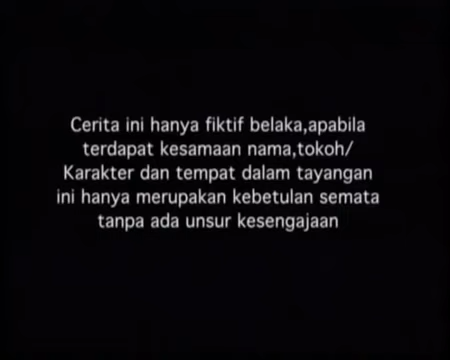 Cerita ini hanya fiktif belaka,apabila
terdapat kesamaan nama,tokoh/
Karakter dan tempat dalam tayangan
ini hanya merupakan kebetulan semata
tanpa ada unsur kesengajaan